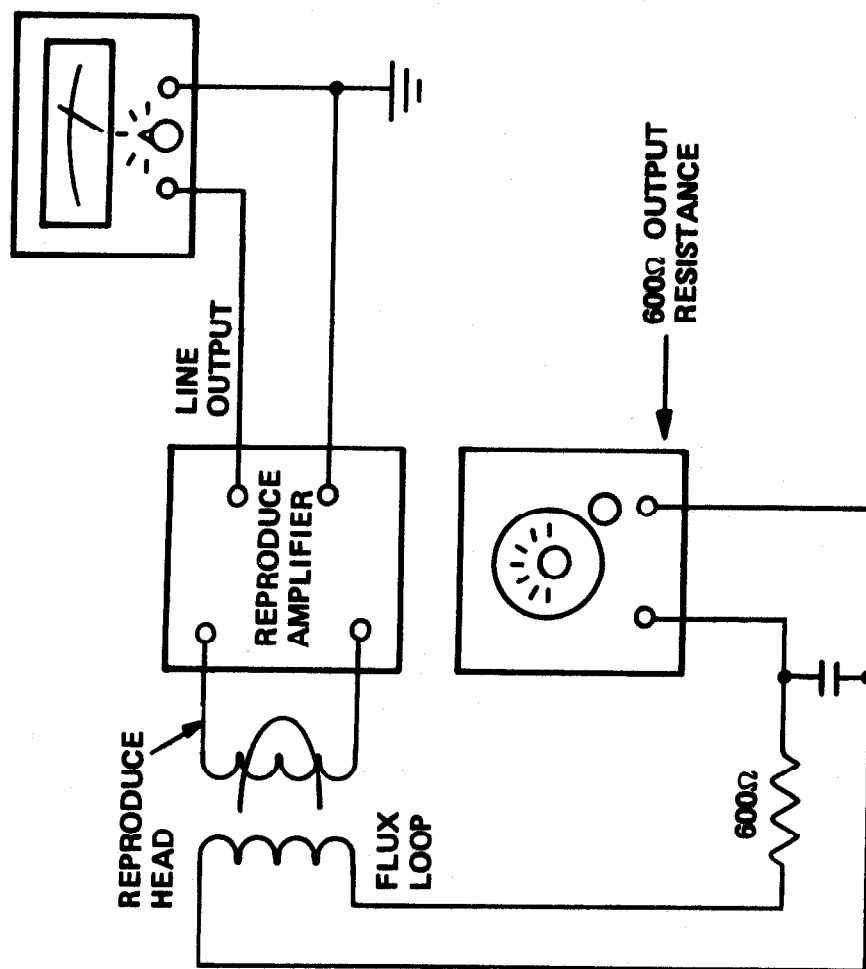 REPRODUCE
HEAD
FLUX
LOOP
REPRODUCE
AMPLIFIER
LINE
OUTPUT
600Ω
600Ω OUTPUT
RESISTANCE